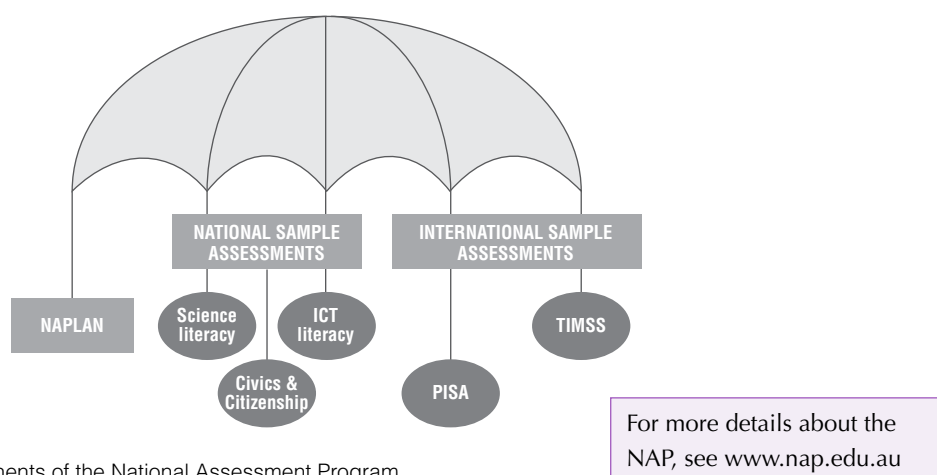 NATIONAL SAMPLE
ASSESSMENTS
INTERNATIONAL SAMPLE
ASSESSMENTS
NAPLAN
Science
literacy
ICT
literacy
TIMSS
Civics &
Citizenship
PISA
For more details about the
NAP, see www.nap.edu.au
of the National Assessment Program